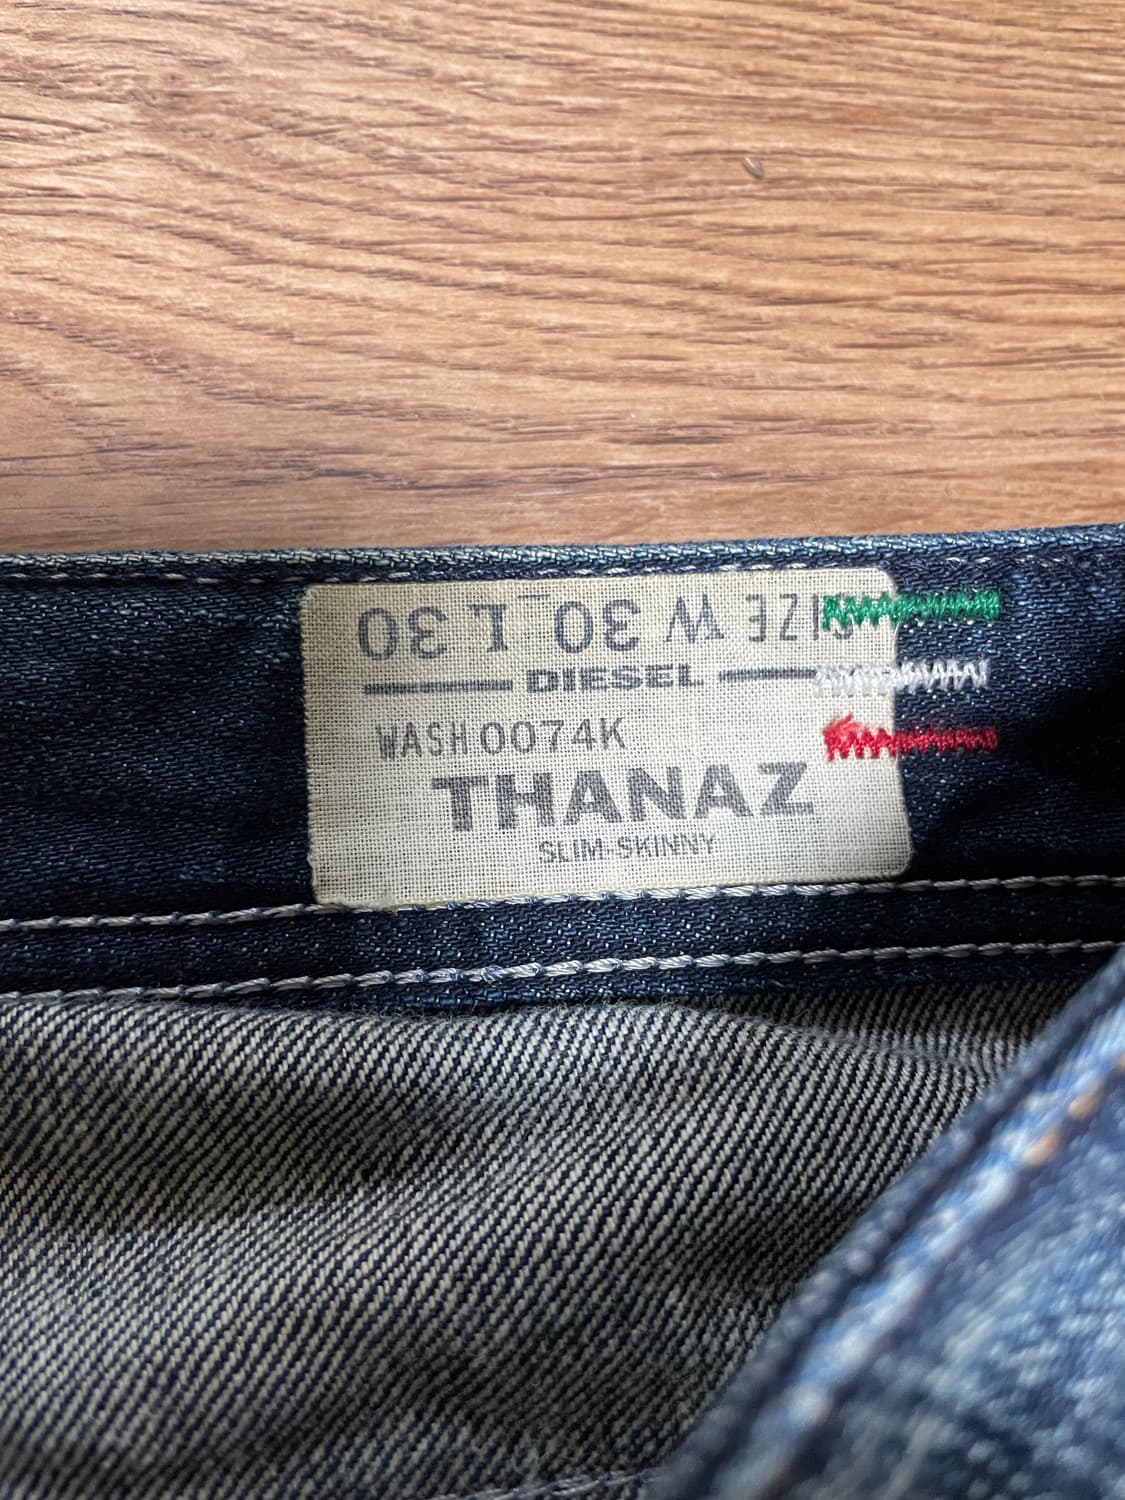 SIZE W 30 L 30
DIESEL
WASH 0074K
THANAZ
SLIM-SKINNY